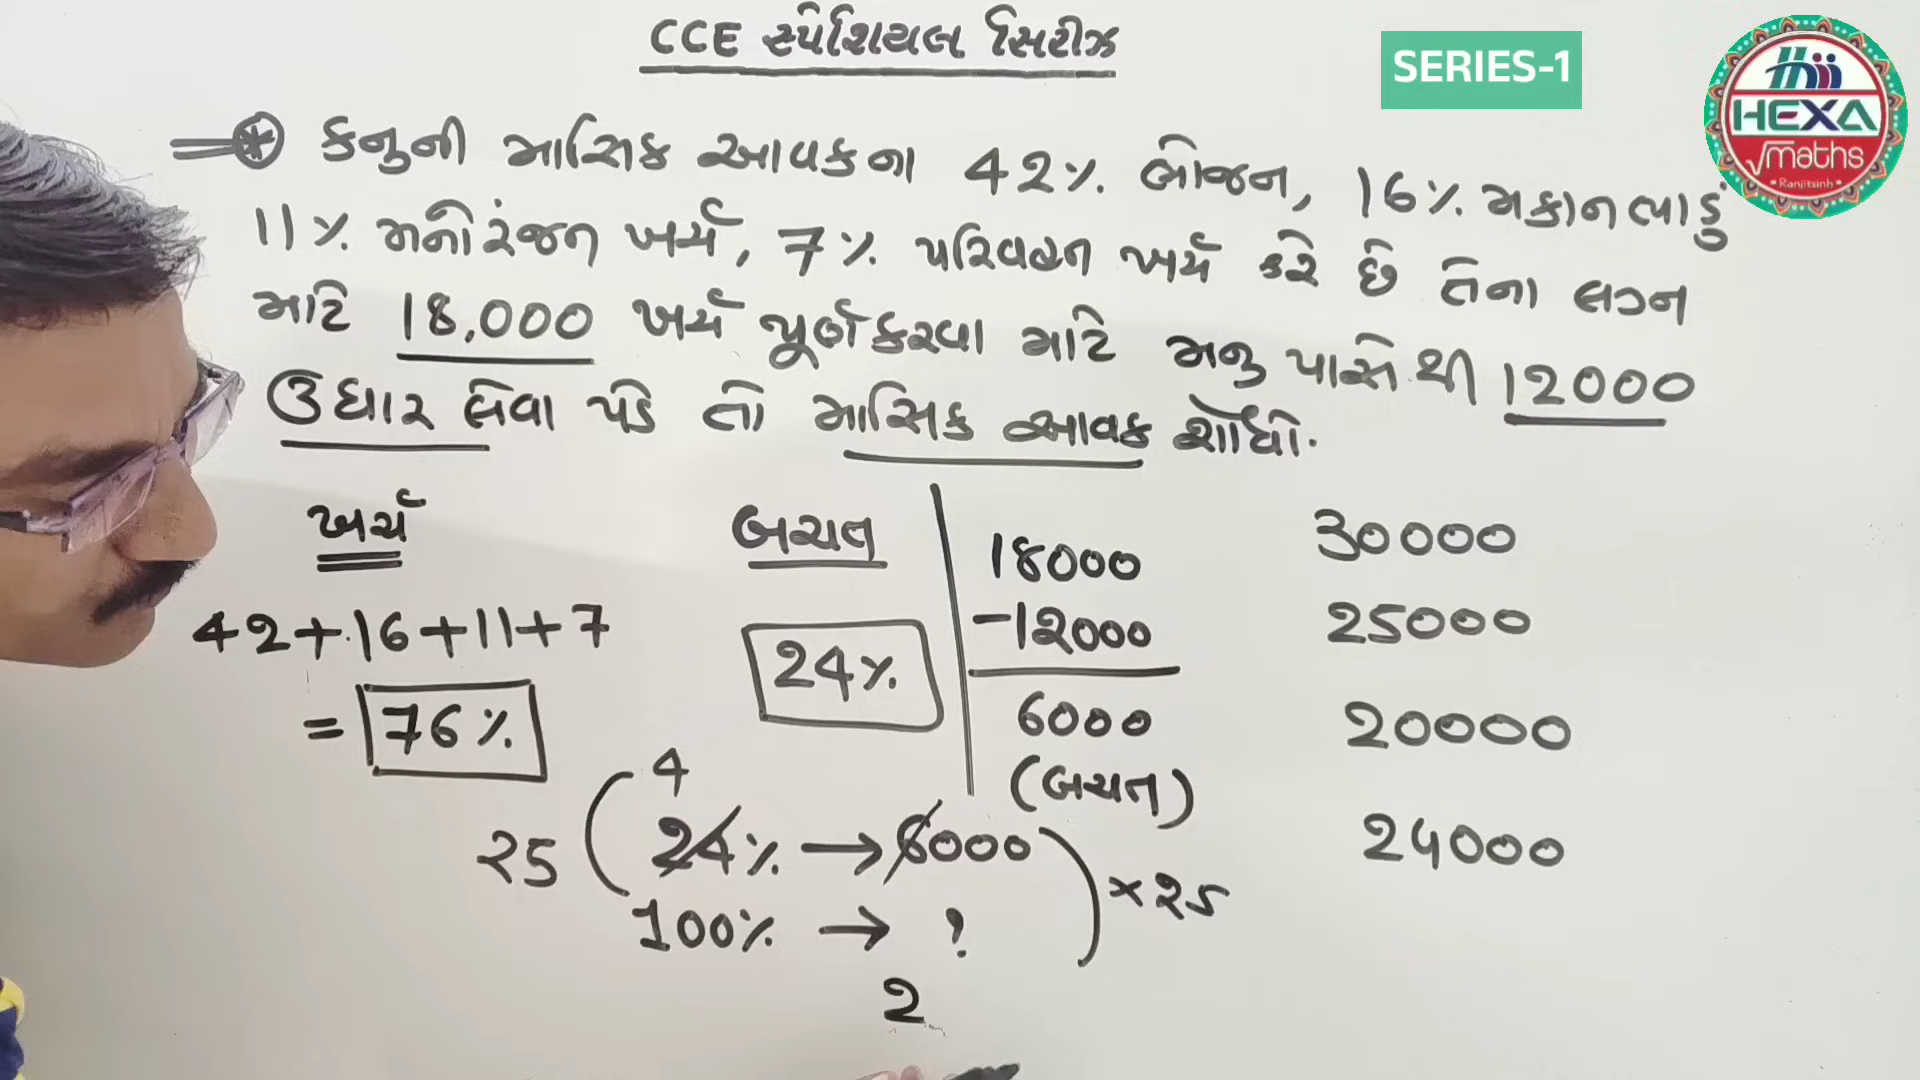 CCE સ્પેશિયલ સિરીઝ
SERIES-1
HEXA
√maths
Ranjitsinh
* કનુની માસિક આવકના 42% ભોજન, 16% મકાન ભાડું
11% મનોરંજન ખર્ચ, 7% પરિવહન ખર્ચ કરે છે તેના લગ્ન
માટે 18,000 ખર્ચ પૂર્ણ કરવા માટે મનુ પાસેથી 12000
ઉધાર લેવા પડે તો માસિક આવક શોધો.
ખર્ચ
42+16+11+7
= 76%
બચત
24%
18000
-12000
6000
(બચત)
30000
25000
20000
24000
4
25 ( 24% → 6000 ) ×25
100% → ?
2